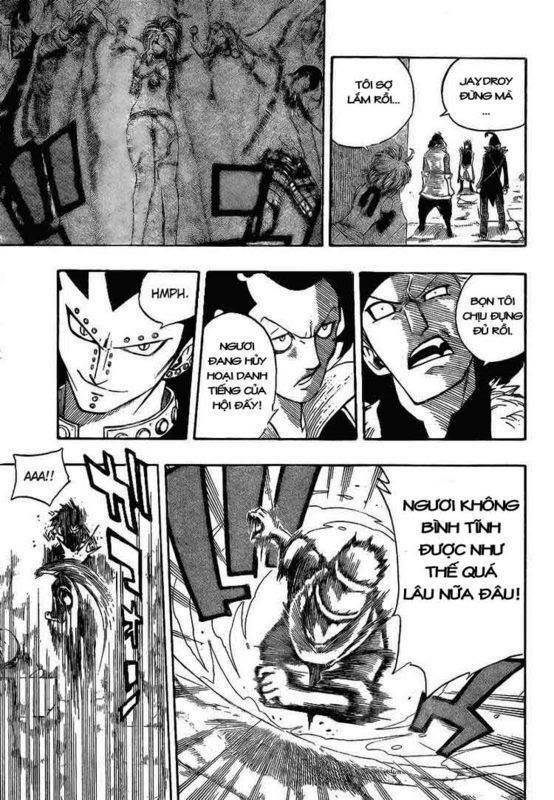 JAYDROY
ĐỪNG MÀ
...
TÔI SỢ
LẮM RỒI...
BỌN TÔI
CHỊU ĐỰNG
ĐỦ RỒI.
NGƯƠI
ĐANG HỦY
HOẠI DANH
TIẾNG CỦA
HỘI ĐẤY!
HMPH.
NGƯƠI KHÔNG
BÌNH TĨNH
ĐƯỢC NHƯ
THẾ QUÁ
LÂU NỮA ĐÂU!
AAA!!